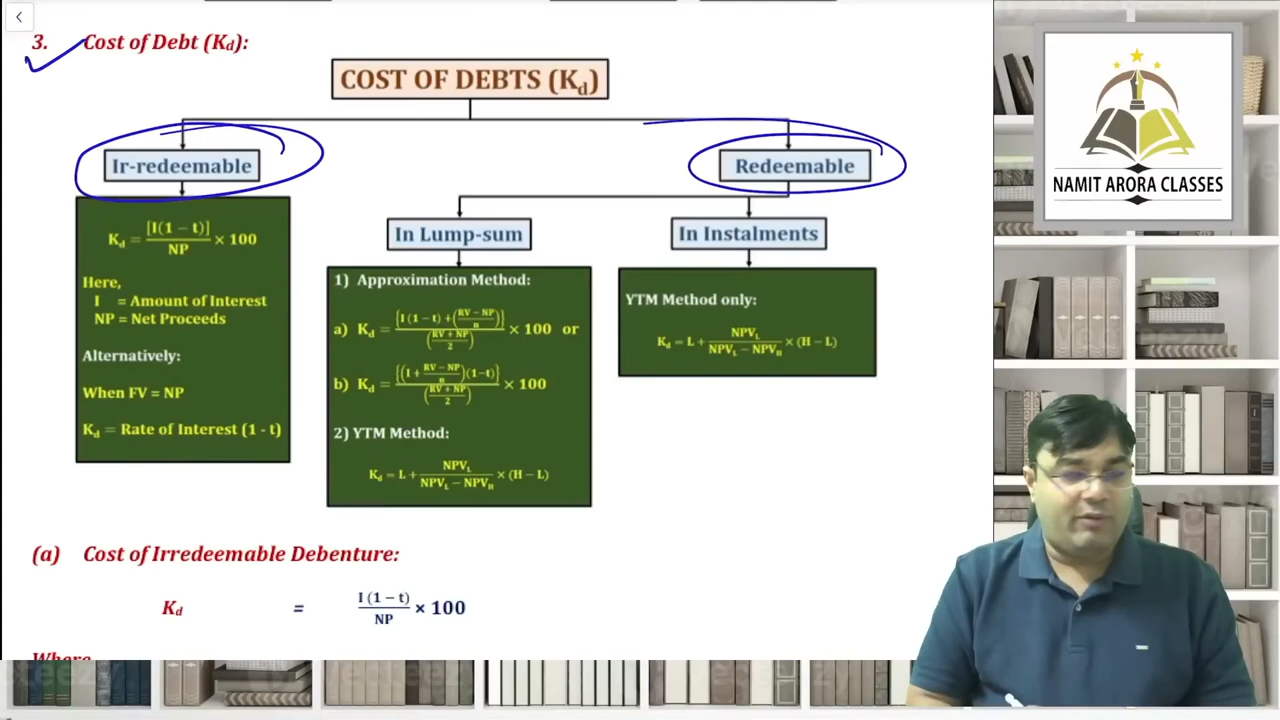 3. Cost of Debt (Kd):
COST OF DEBTS (Kd)
Ir-redeemable
Redeemable
In Lump-sum
In Instalments
Kd = [I(1 − t)] / NP × 100
Here,
I = Amount of Interest
NP = Net Proceeds
Alternatively:
When FV = NP
Kd = Rate of Interest (1 - t)
1) Approximation Method:
a) Kd = {I (1 − t) + (RV − NP / n)} / (RV + NP / 2) × 100 or
b) Kd = {(I + RV − NP / n)(1−t)} / (RV + NP / 2) × 100
2) YTM Method:
Kd = L + NPVL / NPVL − NPVH × (H − L)
YTM Method only:
Kd = L + NPVL / NPVL − NPVH × (H − L)
(a) Cost of Irredeemable Debenture:
Kd = I (1 − t) / NP × 100
NAMIT ARORA CLASSES